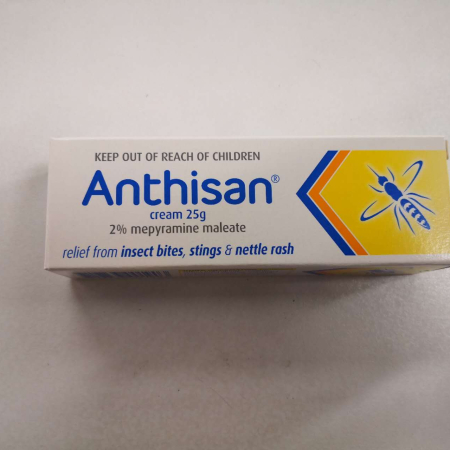 KEEP OUT OF REACH OF CHILDREN
Anthisan®
cream 25g
2% mepyramine maleate
relief from insect bites, stings & nettle rash